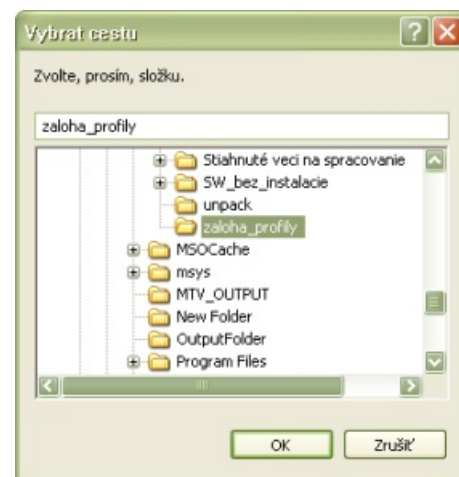 Vybrat cestu
Zvolte, prosím, složku.
zaloha_profily
Stiahnuté veci na spracovanie
SW_bez_instalacie
unpack
zaloha_profily
MSOCache
msys
MTV_OUTPUT
New Folder
OutputFolder
Program Files
OK Zrušiť